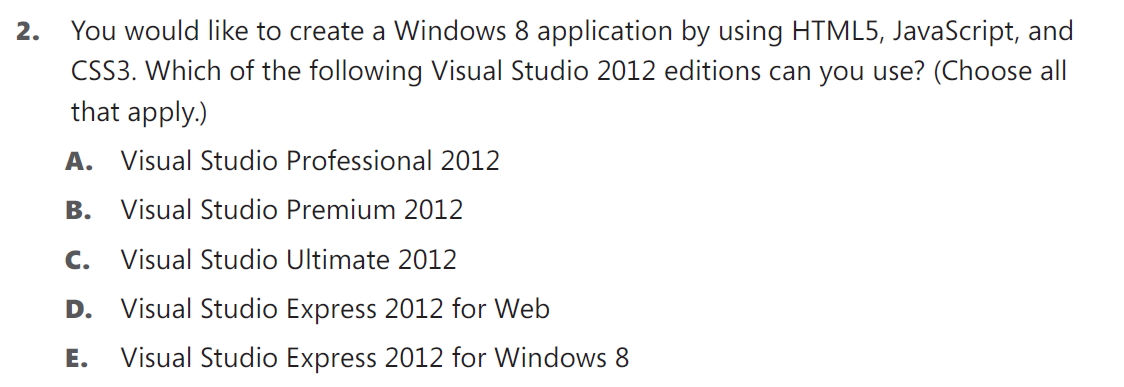 2. You would like to create a Windows 8 application by using HTML5, JavaScript, and
CSS3. Which of the following Visual Studio 2012 editions can you use? (Choose all
that apply.)
A. Visual Studio Professional 2012
B. Visual Studio Premium 2012
C. Visual Studio Ultimate 2012
D. Visual Studio Express 2012 for Web
E. Visual Studio Express 2012 for Windows 8